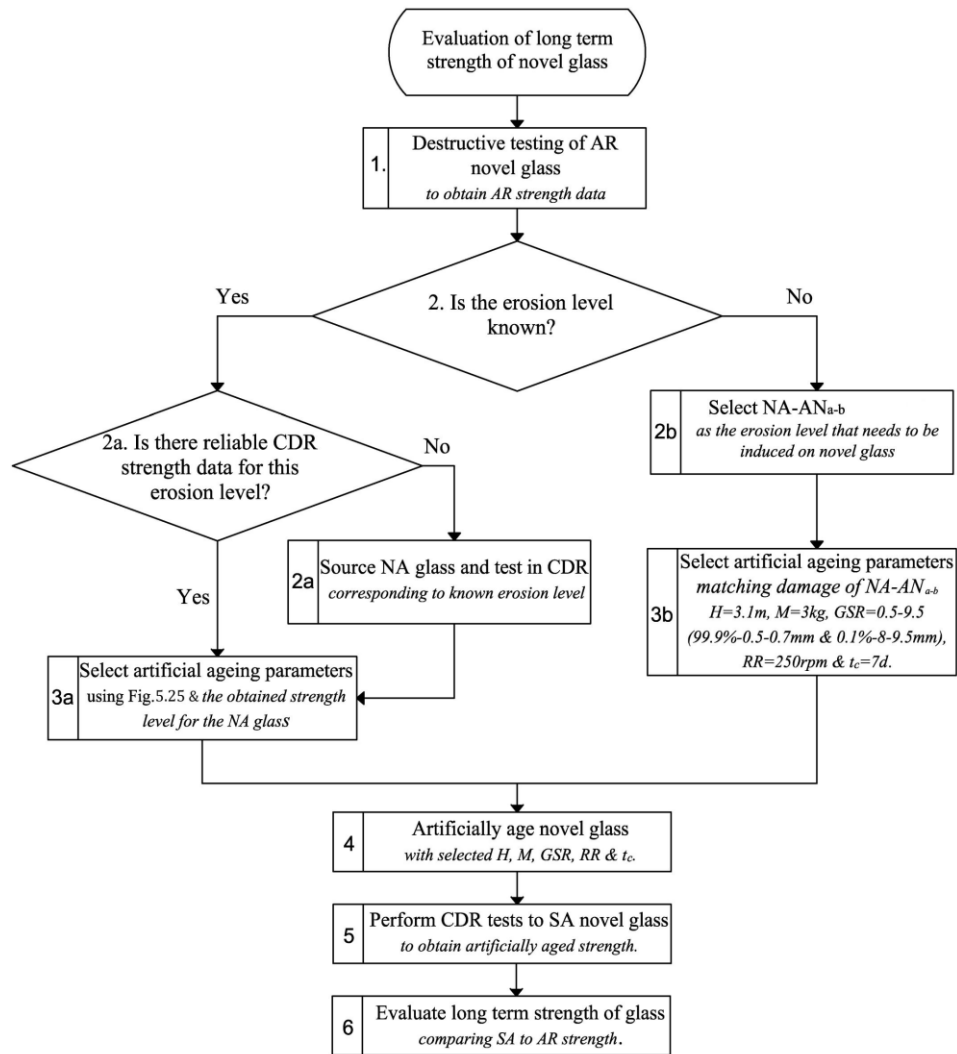 Evaluation of long term
strength of novel glass
1.
Destructive testing of AR
novel glass
to obtain AR strength data
Yes
2. Is the erosion level
known?
No
2a. Is there reliable CDR
strength data for this
erosion level?
No
2b
Select NA-ANa-b
as the erosion level that needs to be
induced on novel glass
Yes
2a
Source NA glass and test in CDR
corresponding to known erosion level
3b
Select artificial ageing parameters
matching damage of NA-ANa-b
H=3.1m, M=3kg, GSR=0.5-9.5
(99.9%-0.5-0.7mm & 0.1%-8-9.5mm),
RR=250rpm & tc=7d.
3a
Select artificial ageing parameters
using Fig.5.25 & the obtained strength
level for the NA glass
4
Artificially age novel glass
with selected H, M, GSR, RR & tc.
5
Perform CDR tests to SA novel glass
to obtain artificially aged strength.
6
Evaluate long term strength of glass
comparing SA to AR strength.